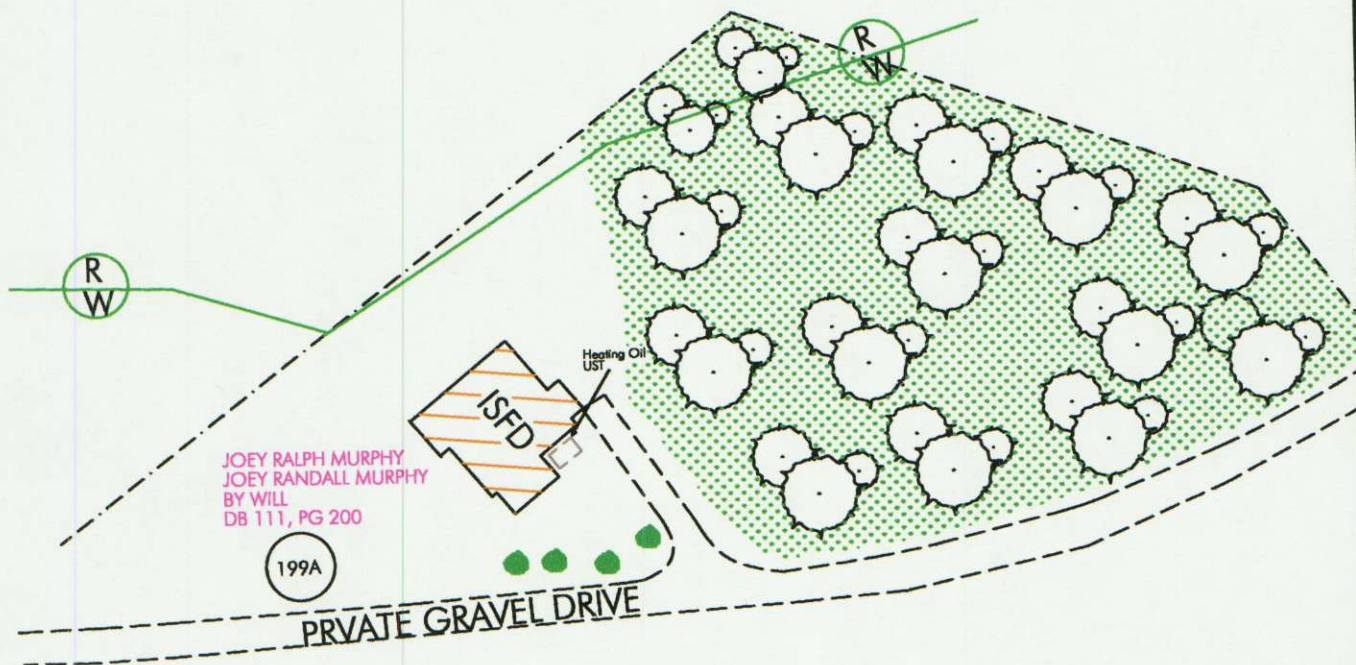 R
W
R
W
Heating Oil
UST
ISFD
JOEY RALPH MURPHY
JOEY RANDALL MURPHY
BY WILL
DB 111, PG 200
199A
PRVATE GRAVEL DRIVE